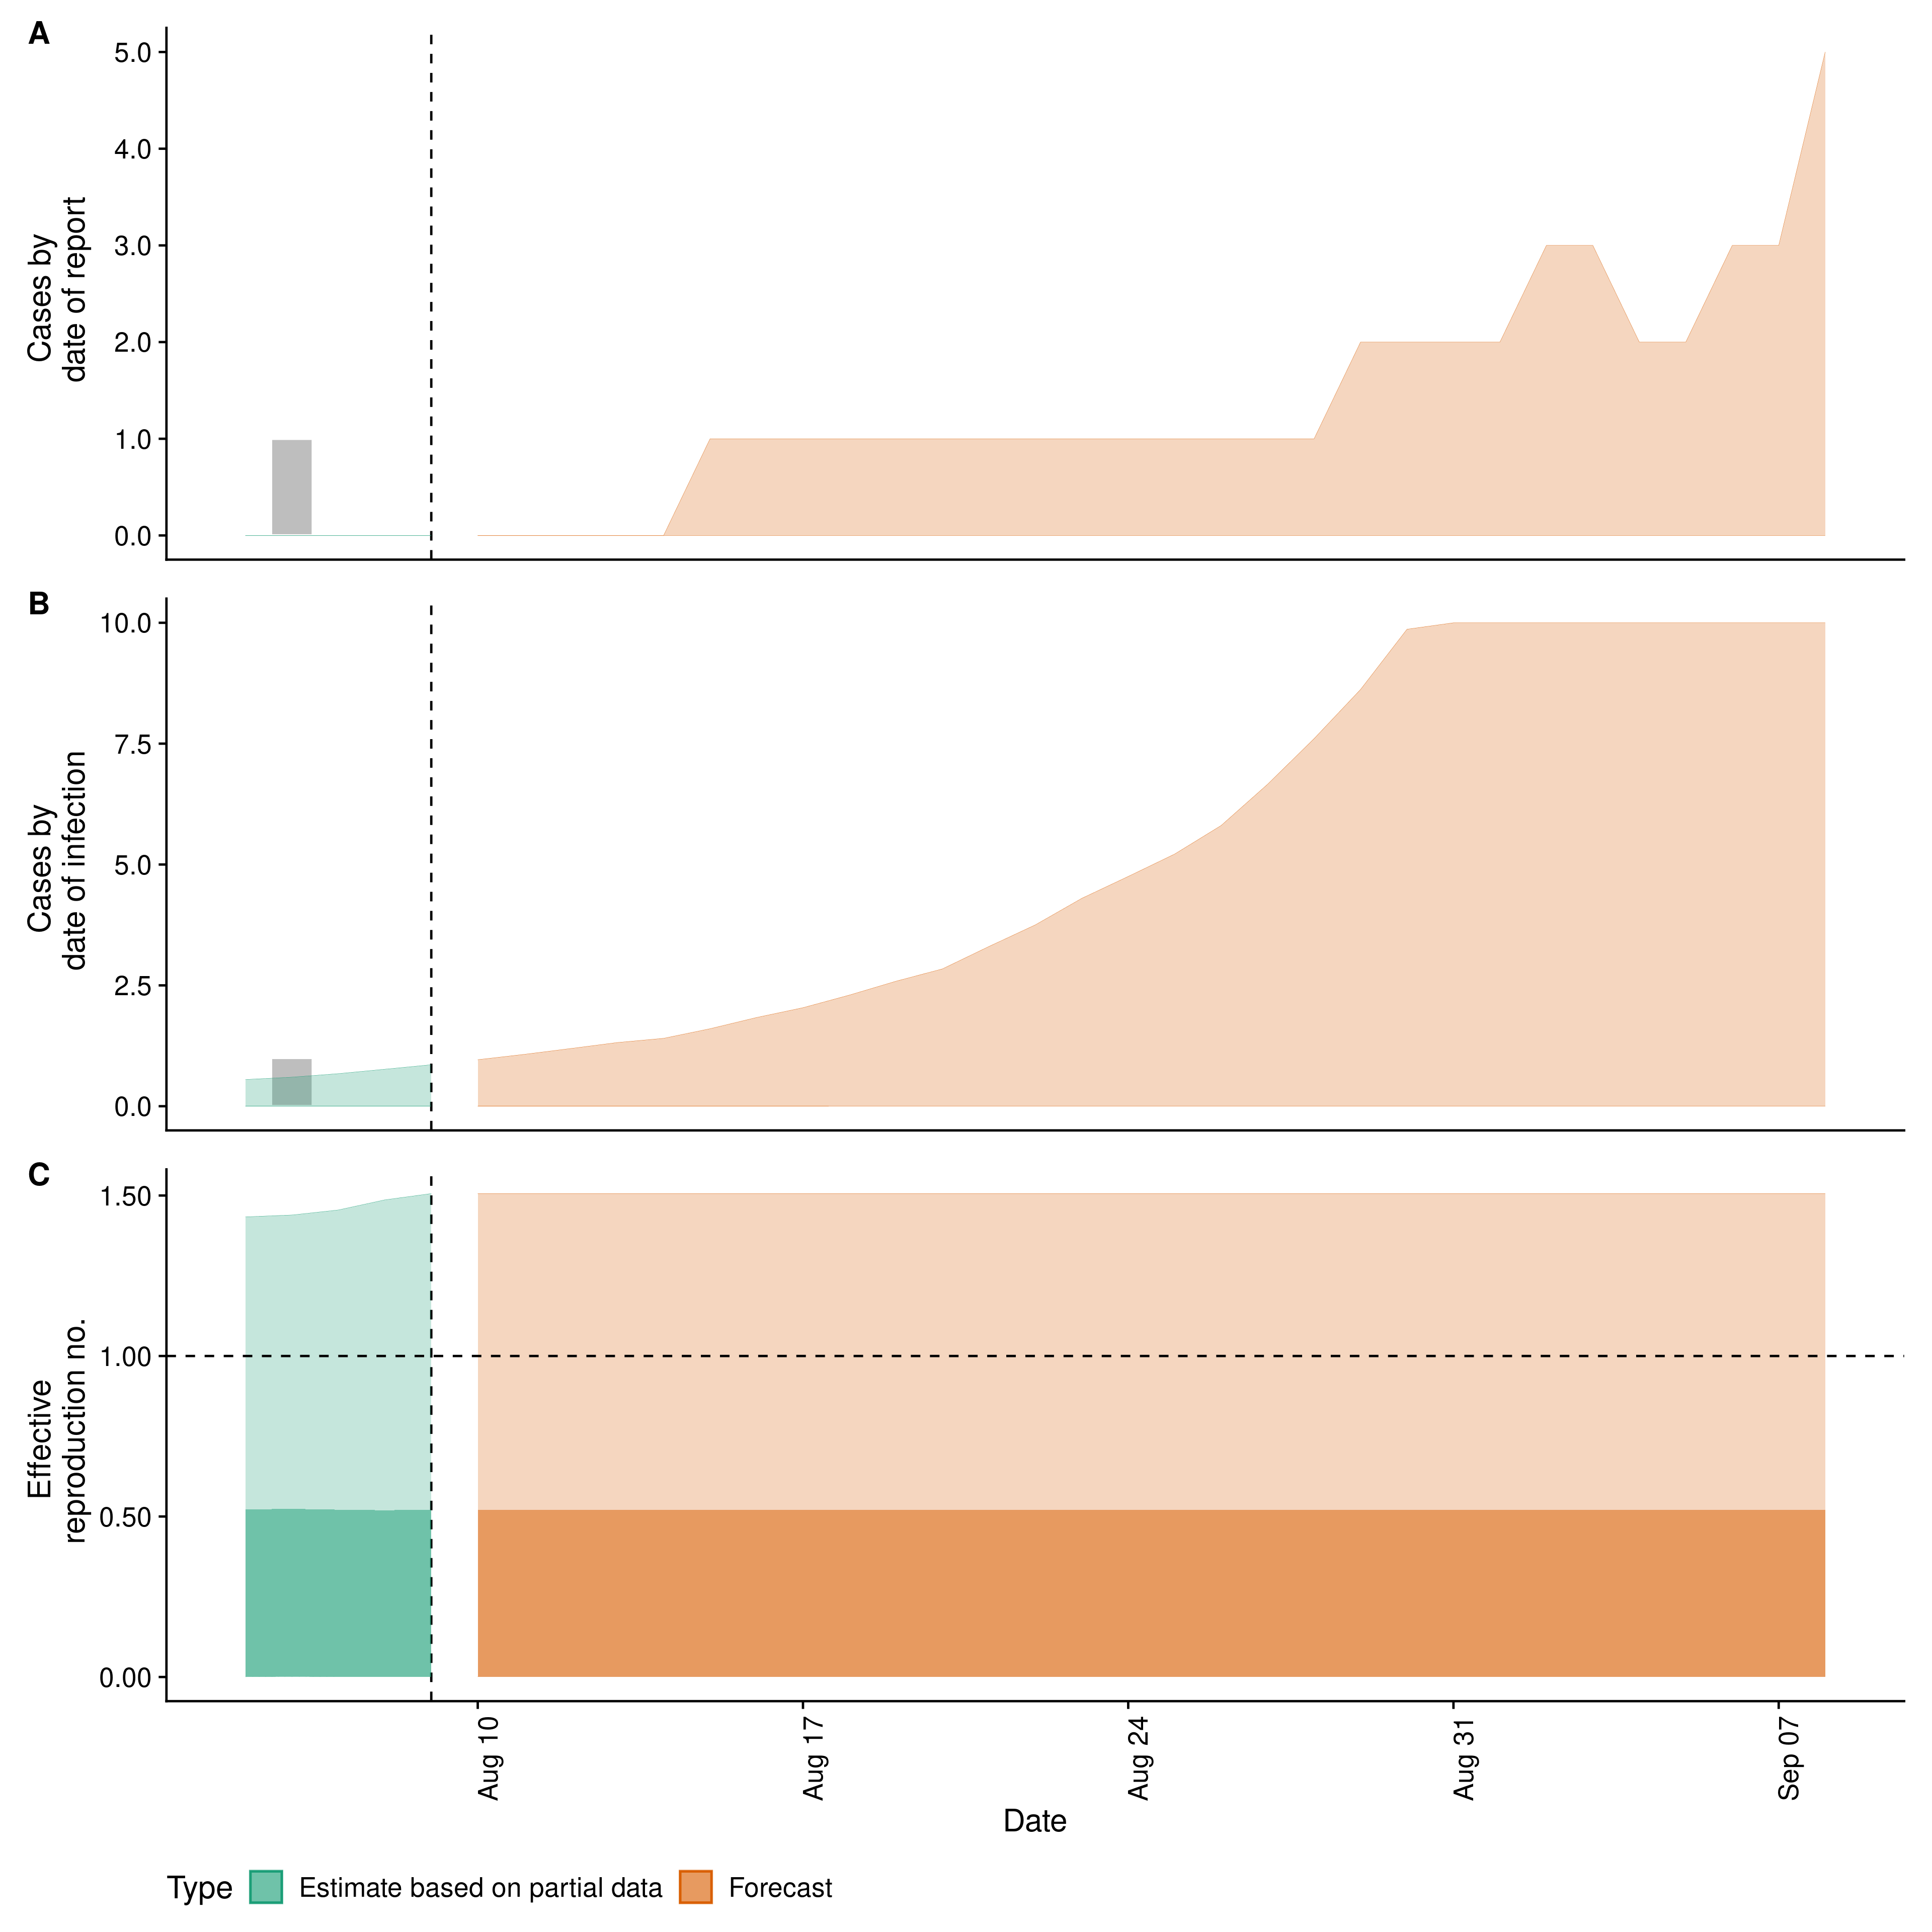 A
5.0
4.0
3.0
2.0
1.0
0.0
Cases by
date of report
B
10.0
7.5
5.0
2.5
0.0
Cases by
date of infection
C
1.50
1.00
0.50
0.00
Effective
reproduction no.
Aug 10
Aug 17
Aug 24
Aug 31
Sep 07
Date
Type
Estimate based on partial data
Forecast